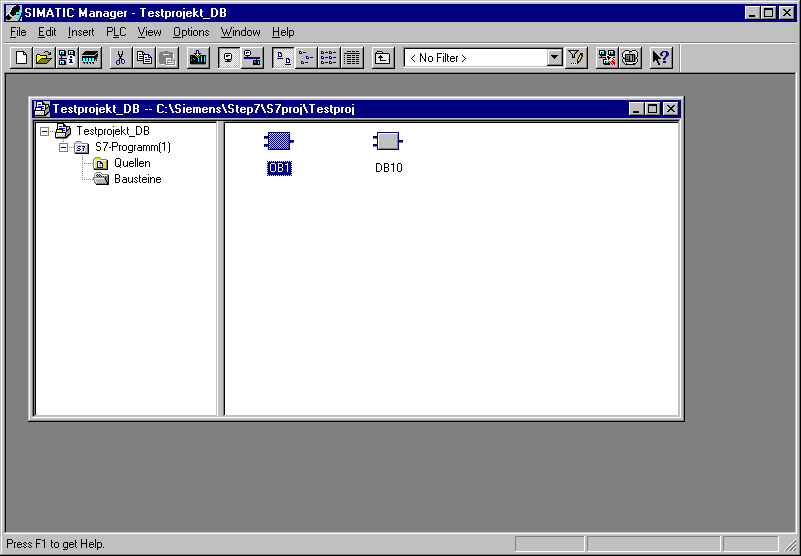 SIMATIC Manager - Testprojekt_DB
File Edit Insert PLC View Options Window Help
< No Filter >
Testprojekt_DB -- C:\Siemens\Step7\S7proj\Testproj
Testprojekt_DB
S7-Programm(1)
Quellen
Bausteine
OB1 DB10
Press F1 to get Help.